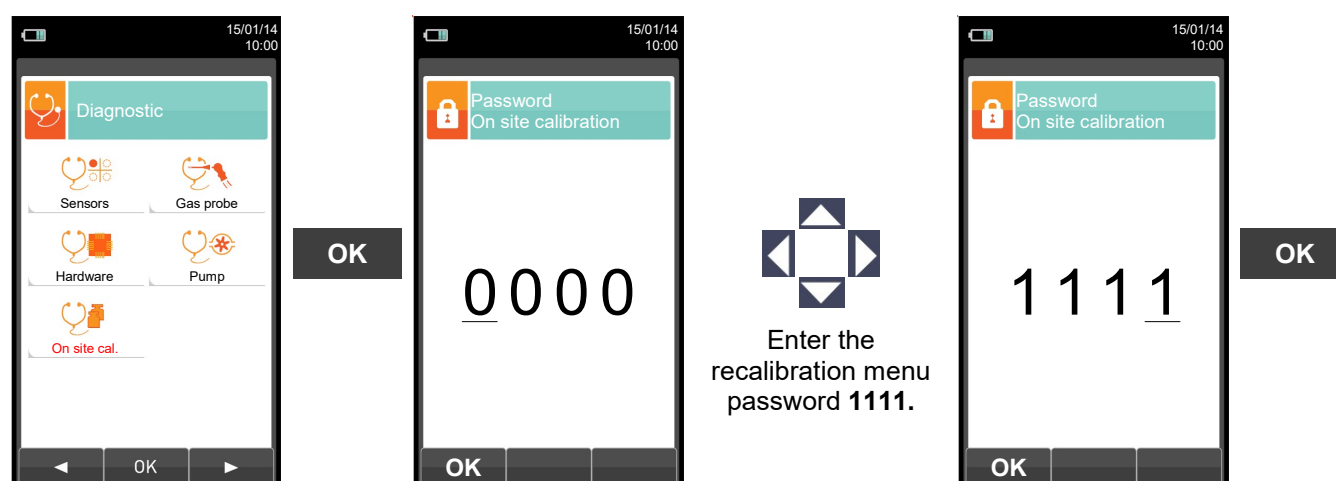 15/01/14
10:00
Diagnostic
Sensors
Gas probe
Hardware
Pump
On site cal.
◄ OK ►
OK
15/01/14
10:00
Password
On site calibration
0000
OK
Enter the
recalibration menu
password 1111.
15/01/14
10:00
Password
On site calibration
1111
OK
OK